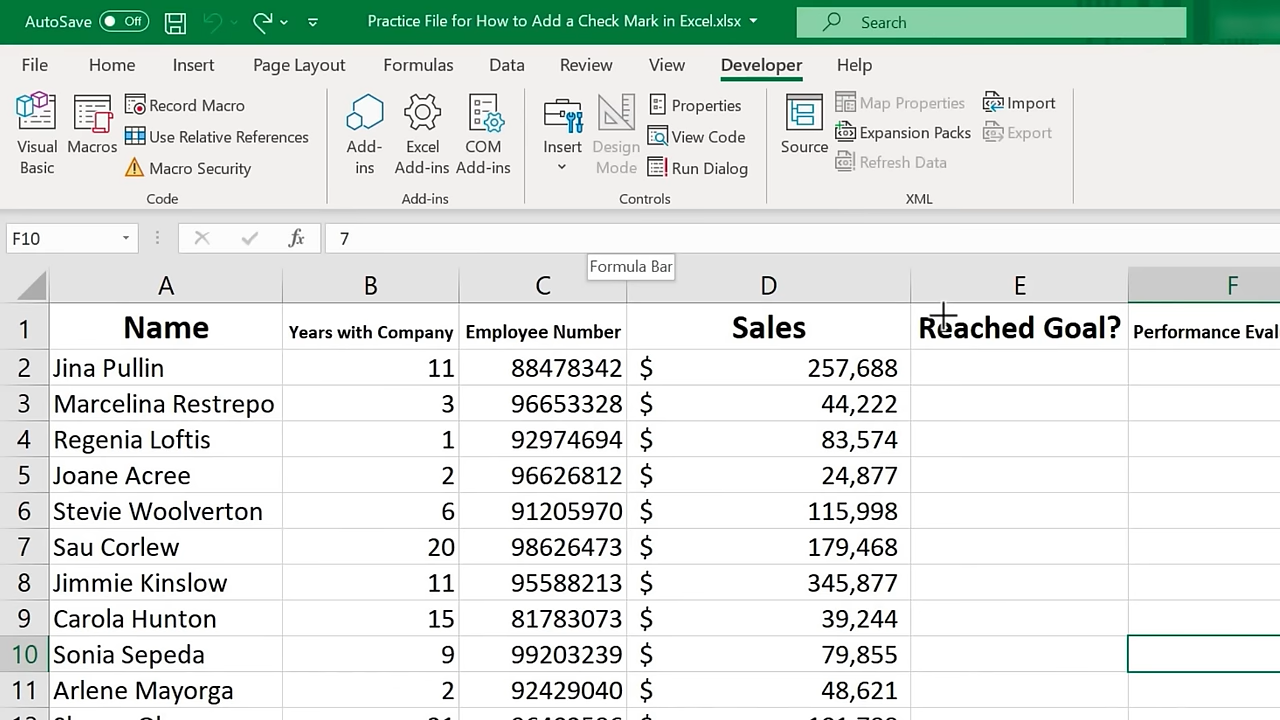 AutoSave Off Practice File for How to Add a Check Mark in Excel.xlsx Search
File Home Insert Page Layout Formulas Data Review View Developer Help
Visual Basic
Macros
Record Macro
Use Relative References
Macro Security
Code
Add-ins
Excel Add-ins
COM Add-ins
Add-ins
Insert
Design Mode
Properties
View Code
Run Dialog
Controls
Source
Map Properties
Expansion Packs
Refresh Data
Import
Export
XML
F10 fx 7
Formula Bar
A B C D E F
1 Name Years with Company Employee Number Sales Reached Goal? Performance Eval
2 Jina Pullin 11 88478342 $ 257,688
3 Marcelina Restrepo 3 96653328 $ 44,222
4 Regenia Loftis 1 92974694 $ 83,574
5 Joane Acree 2 96626812 $ 24,877
6 Stevie Woolverton 6 91205970 $ 115,998
7 Sau Corlew 20 98626473 $ 179,468
8 Jimmie Kinslow 11 95588213 $ 345,877
9 Carola Hunton 15 81783073 $ 39,244
10 Sonia Sepeda 9 99203239 $ 79,855
11 Arlene Mayorga 2 92429040 $ 48,621